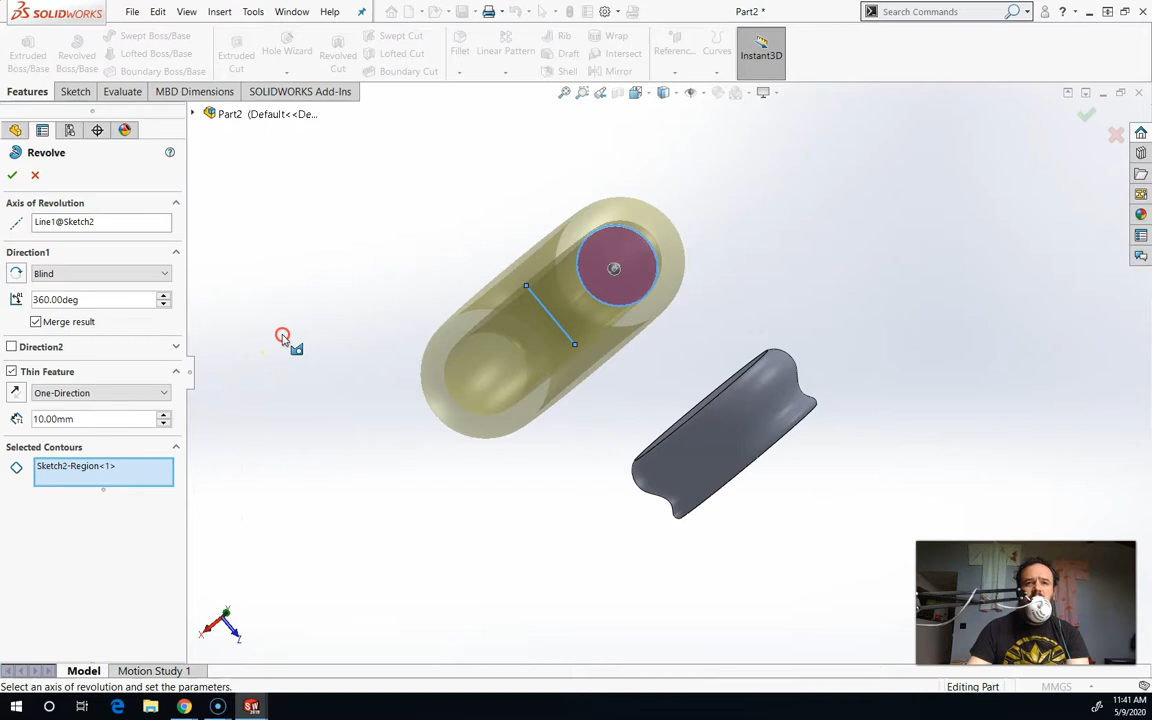 SOLIDWORKS File Edit View Insert Tools Window Help Part2 * Search Commands
Extruded Boss/Base Revolved Boss/Base Swept Boss/Base Lofted Boss/Base Boundary Boss/Base Extruded Cut Hole Wizard Revolved Cut Swept Cut Lofted Cut Boundary Cut Fillet Linear Pattern Rib Draft Shell Wrap Intersect Mirror Referenc... Curves Instant3D
Features Sketch Evaluate MBD Dimensions SOLIDWORKS Add-Ins
Part2 (Default<<De...
Revolve
Axis of Revolution
Line1@Sketch2
Direction1
Blind
360.00deg
Merge result
Direction2
Thin Feature
One-Direction
10.00mm
Selected Contours
Sketch2-Region<1>
X Y Z
Model Motion Study 1
Select an axis of revolution and set the parameters. Editing Part MMGS
11:41 AM
5/9/2020